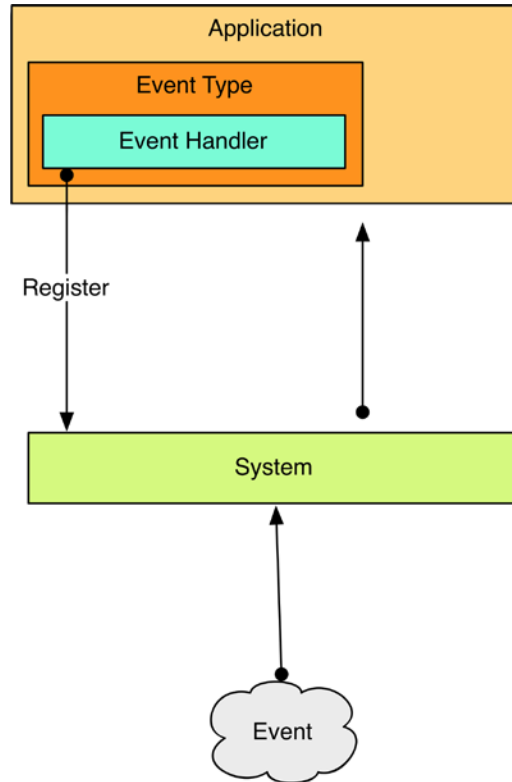 Application
Event Type
Event Handler
Register
System
Event